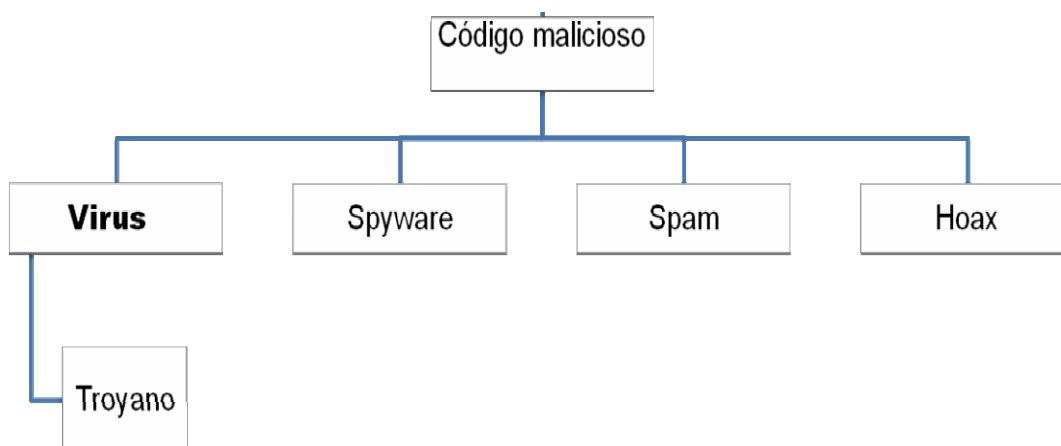 Código malicioso
Virus
Spyware
Spam
Hoax
Troyano